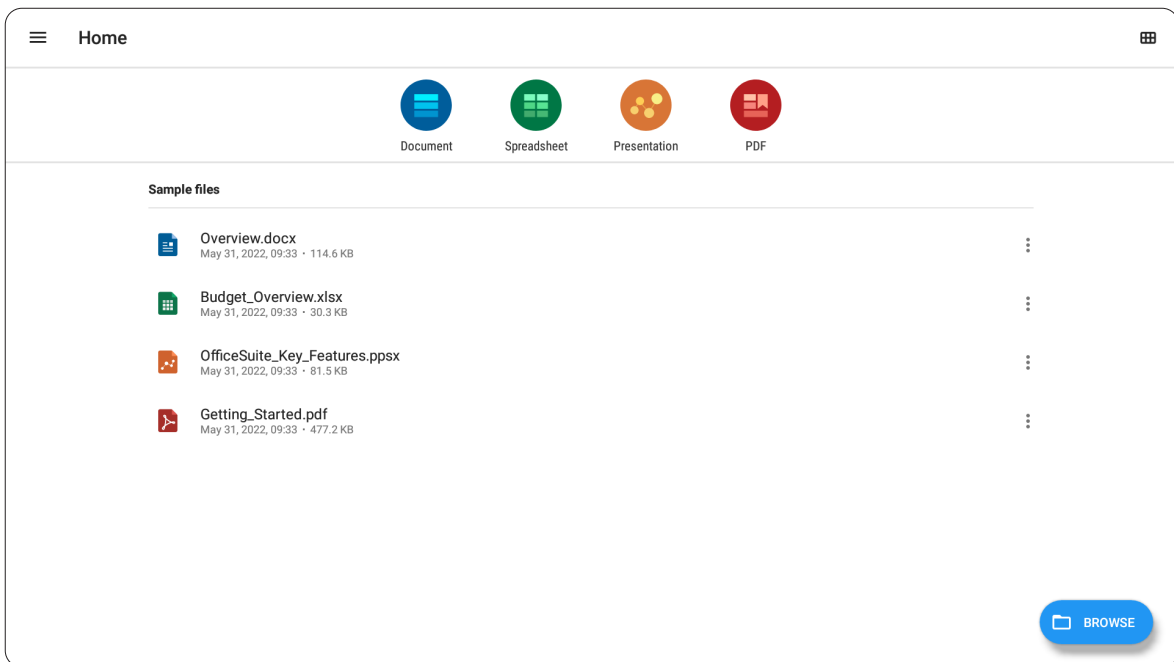 Home
Document
Spreadsheet
Presentation
PDF
Sample files
Overview.docx
May 31, 2022, 09:33 • 114.6 KB
Budget_Overview.xlsx
May 31, 2022, 09:33 • 30.3 KB
OfficeSuite_Key_Features.ppsx
May 31, 2022, 09:33 • 81.5 KB
Getting_Started.pdf
May 31, 2022, 09:33 • 477.2 KB
BROWSE